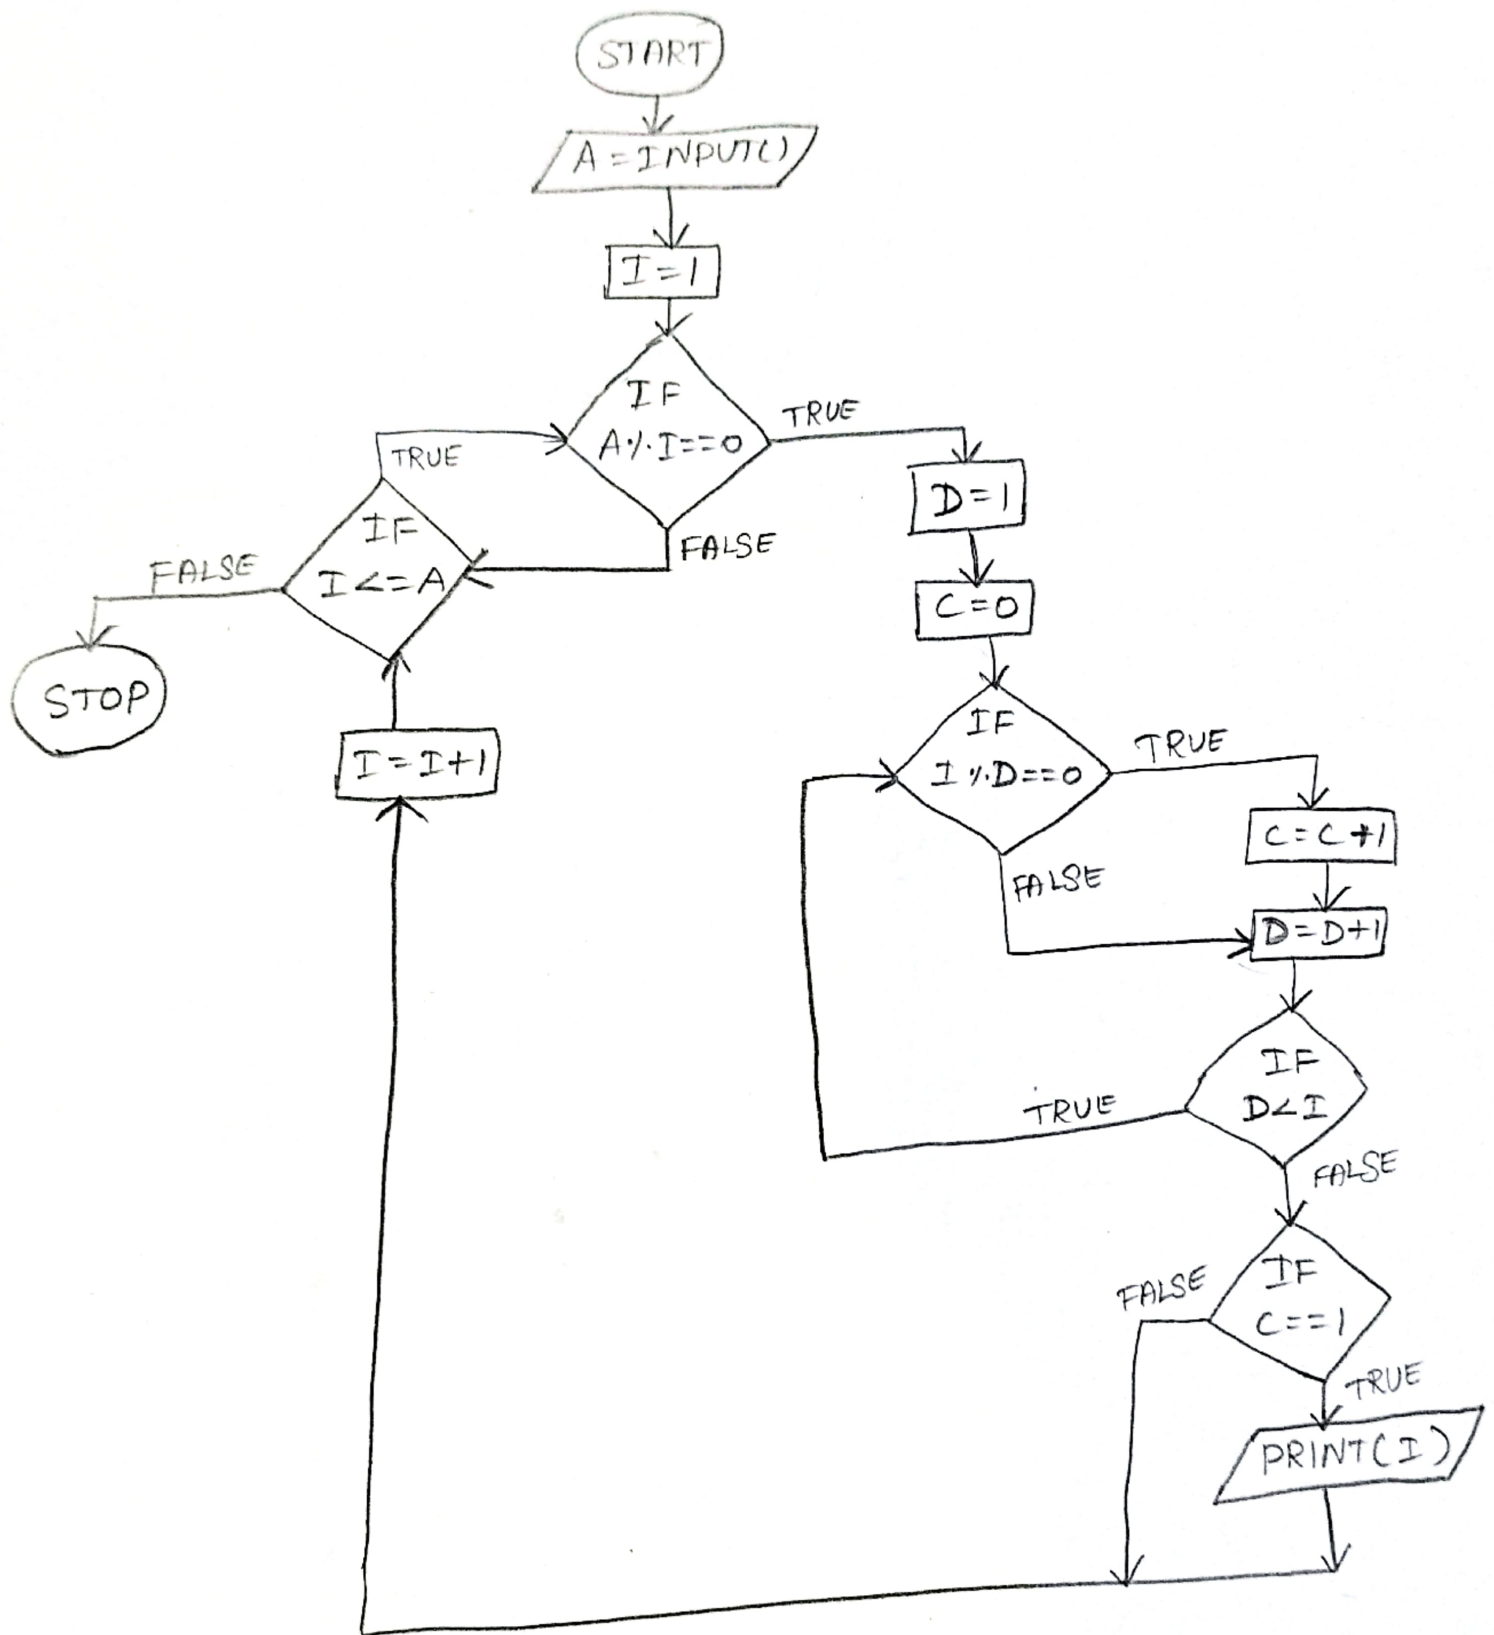 START
A=INPUT()
I=1
IF
A%I==0
TRUE
FALSE
TRUE
IF
I<=A
FALSE
STOP
I=I+1
D=1
C=0
IF
I%D==0
TRUE
FALSE
C=C+1
D=D+1
IF
D<I
TRUE
FALSE
IF
C==1
FALSE
TRUE
PRINT(I)